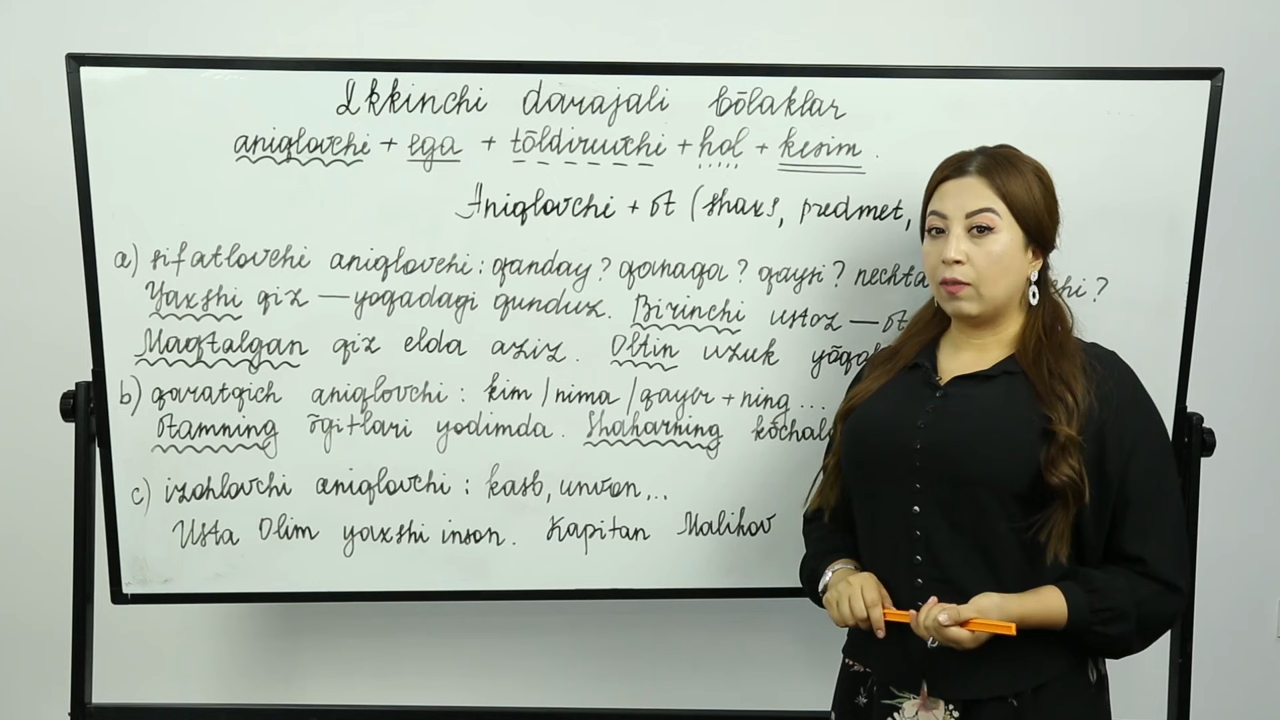 Ikkinchi darajali bōlaklar
aniqlovchi + ega + tōldiruvchi + hol + kesim.
Aniqlovchi + ot (shaxs, predmet,
a) sifatlovchi aniqlovchi: qanday? qanaqa? qaysi? nechta
Yaxshi qiz — yoqadagi qunduz. Birinchi ustoz — ot
Maqtalgan qiz elda aziz. Oltin uzuk
b) qaratqich aniqlovchi: kim / nima / qayer + ning ...
Otamning ōgitlari yodimda. Shaharning
c) izohlovchi aniqlovchi: kasb, unvon,...
Usta Olim yaxshi inson. Kapitan Malikov